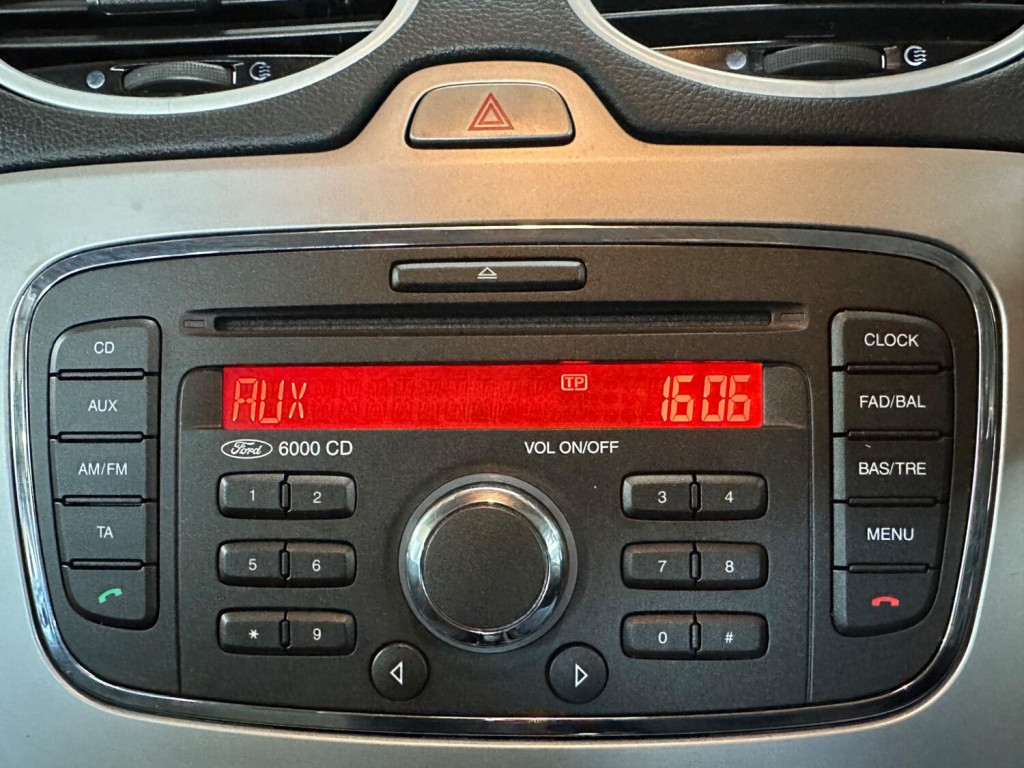 CD
AUX
AM/FM
TA
AUX TP 1606
Ford 6000 CD
VOL ON/OFF
1 2
3 4
5 6
7 8
* 9
0 #
CLOCK
FAD/BAL
BAS/TRE
MENU